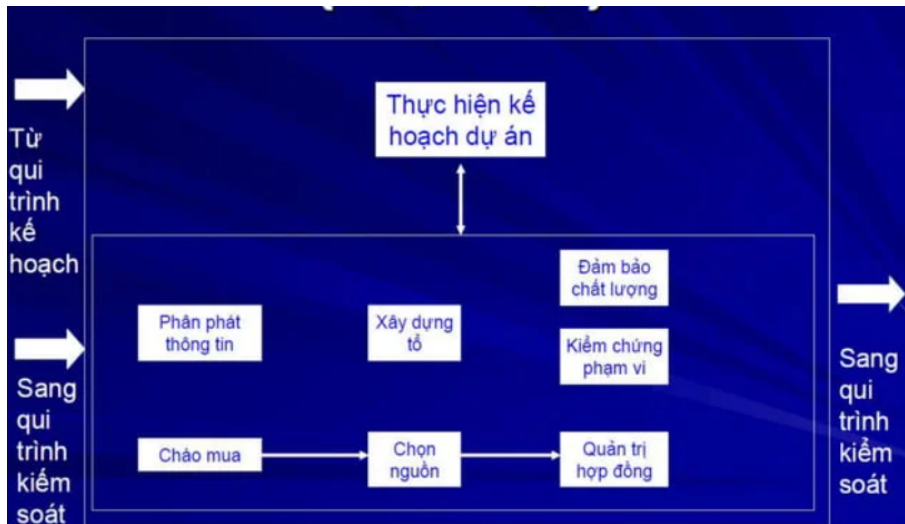 Thực hiện kế
hoạch dự án
Từ
qui
trình
kế
hoạch
Đảm bảo
chất lượng
Phân phát
thông tin
Xây dựng
tổ
Kiểm chứng
phạm vi
Sang
qui
trình
kiếm
soát
Sang
qui
trình
kiểm
soát
Chào mua
Chọn
nguồn
Quản trị
hợp đồng